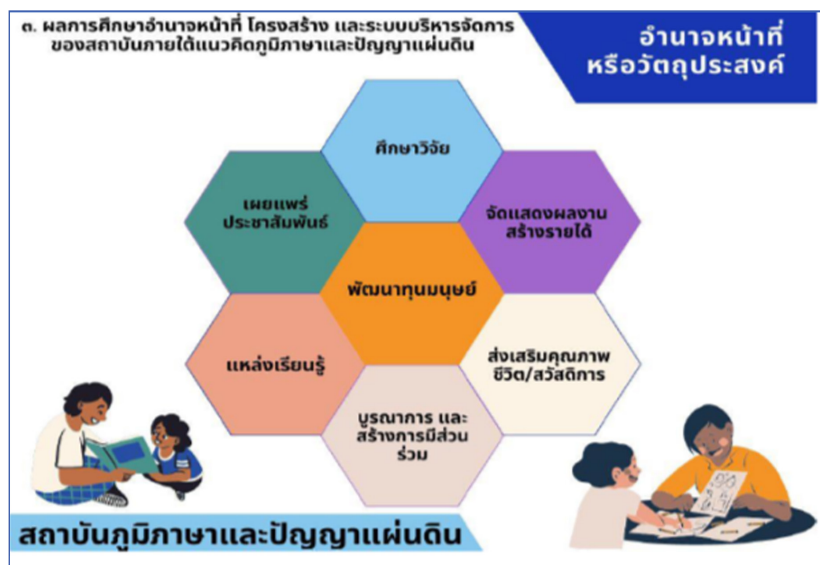 ๓. ผลการศึกษาอำนาจหน้าที่ โครงสร้าง และระบบบริหารจัดการ
ของสถาบันภายใต้แนวคิดภูมิภาษาและปัญญาแผ่นดิน
อำนาจหน้าที่
หรือวัตถุประสงค์
ศึกษาวิจัย
เผยแพร่
ประชาสัมพันธ์
จัดแสดงผลงาน
สร้างรายได้
พัฒนาทุนมนุษย์
แหล่งเรียนรู้
ส่งเสริมคุณภาพ
ชีวิต/สวัสดิการ
บูรณาการ และ
สร้างการมีส่วน
ร่วม
สถาบันภูมิภาษาและปัญญาแผ่นดิน